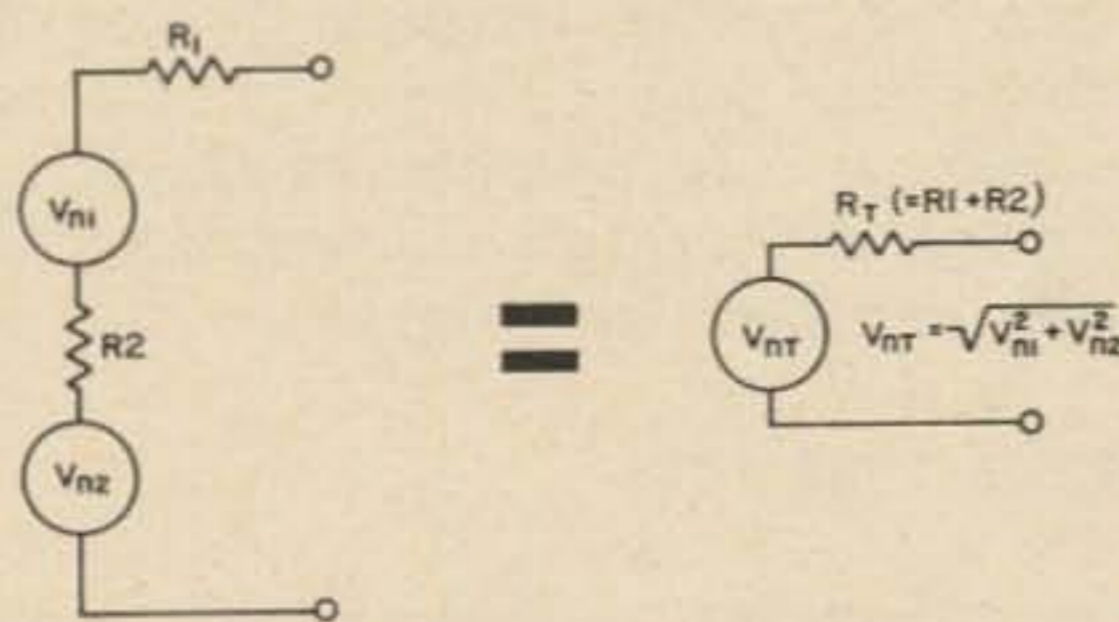 R₁
Vn1
R2
Vn2
RT (=R1+R2)
VnT
VnT = √Vn1² + Vn2²